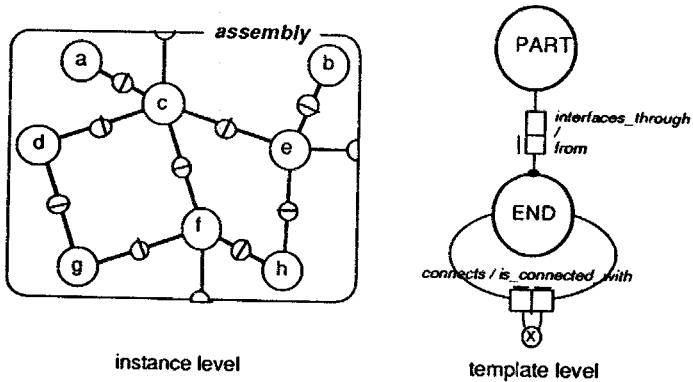 assembly
a
b
c
d
e
f
g
h
instance level
PART
interfaces_through
/
from
END
connects / is_connected_with
X
template level